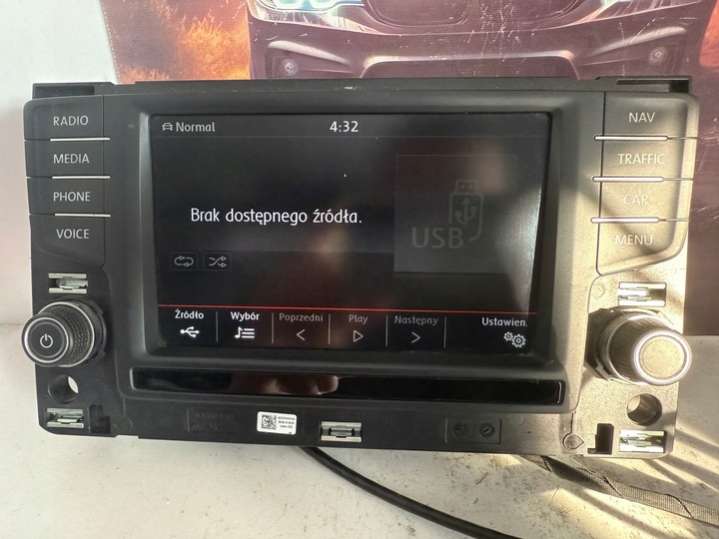 RADIO
MEDIA
PHONE
VOICE
Normal
4:32
Brak dostępnego źródła.
USB
Źródło
Wybór
Poprzedni
Play
Następny
Ustawien.
NAV
TRAFFIC
CAR
MENU